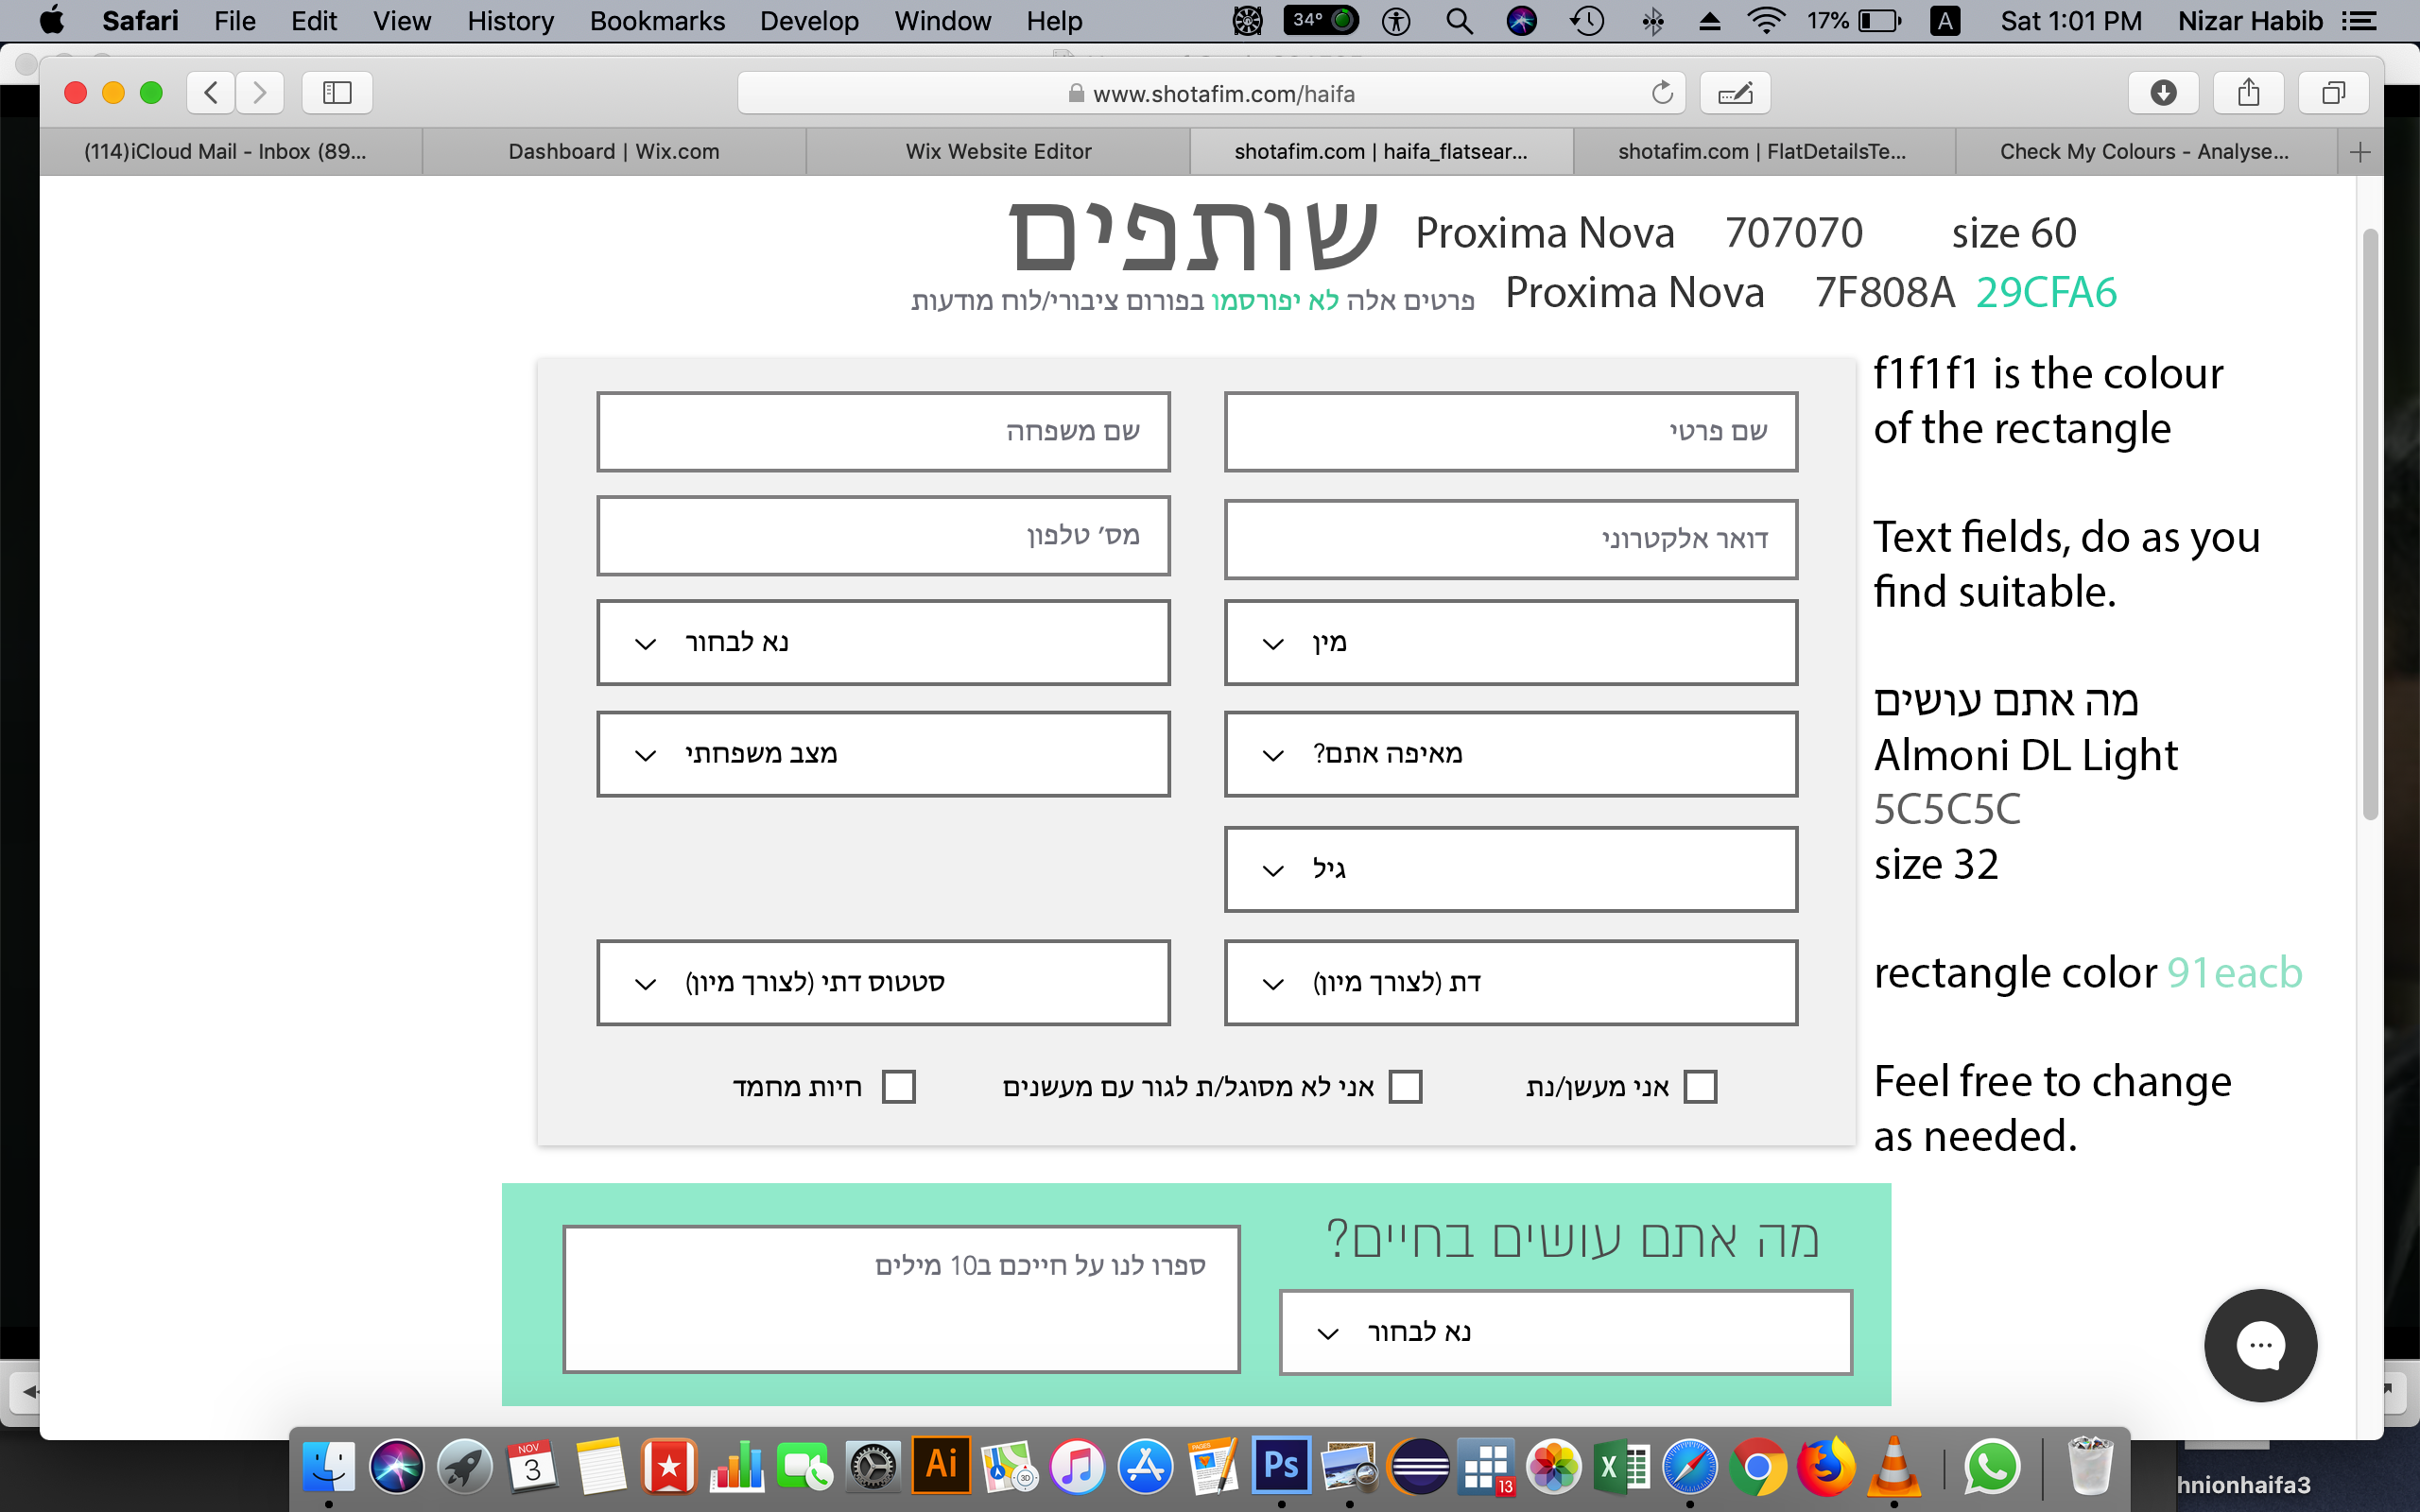 Safari File Edit View History Bookmarks Develop Window Help 34° 17% A Sat 1:01 PM Nizar Habib
www.shotafim.com/haifa
(114)iCloud Mail - Inbox (89... Dashboard | Wix.com Wix Website Editor shotafim.com | haifa_flatsear... shotafim.com | FlatDetailsTe... Check My Colours - Analyse...
שותפים
Proxima Nova 707070 size 60
פרטים אלה לא יפורסמו בפורום ציבורי/לוח מודעות
Proxima Nova 7F808A 29CFA6
שם פרטי
שם משפחה
דואר אלקטרוני
מס' טלפון
מין
נא לבחור
מאיפה אתם?
מצב משפחתי
גיל
דת (לצורך מיון)
סטטוס דתי (לצורך מיון)
אני מעשן/נת
אני לא מסוגל/ת לגור עם מעשנים
חיות מחמד
f1f1f1 is the colour
of the rectangle
Text fields, do as you
find suitable.
מה אתם עושים
Almoni DL Light
5C5C5C
size 32
rectangle color 91eacb
Feel free to change
as needed.
מה אתם עושים בחיים?
נא לבחור
ספרו לנו על חייכם ב10 מילים
NOV
3
Ai
PAGES
3D
Ps
13
X
hnionhaifa3